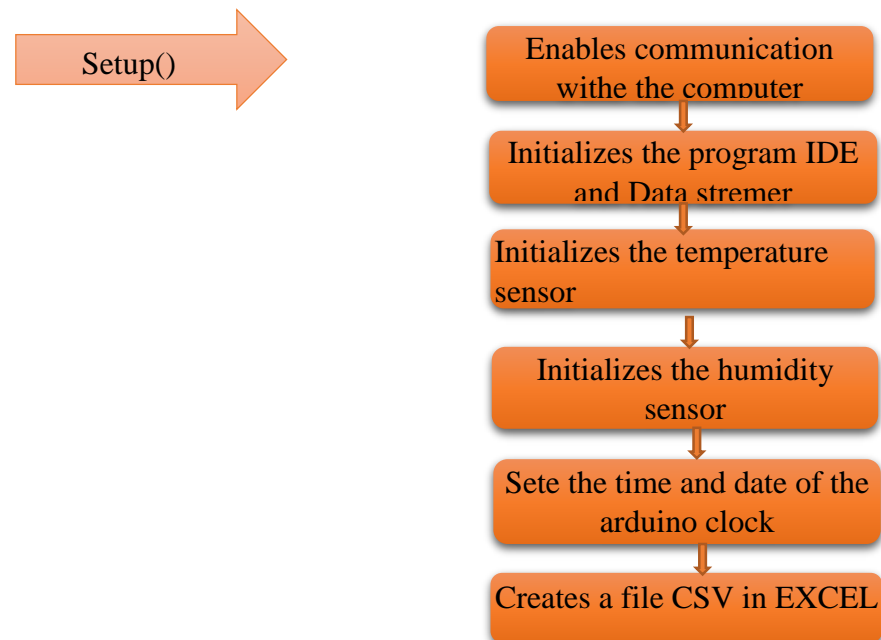 Setup()
Enables communication
withe the computer
Initializes the program IDE
and Data stremer
Initializes the temperature
sensor
Initializes the humidity
sensor
Sete the time and date of the
arduino clock
Creates a file CSV in EXCEL